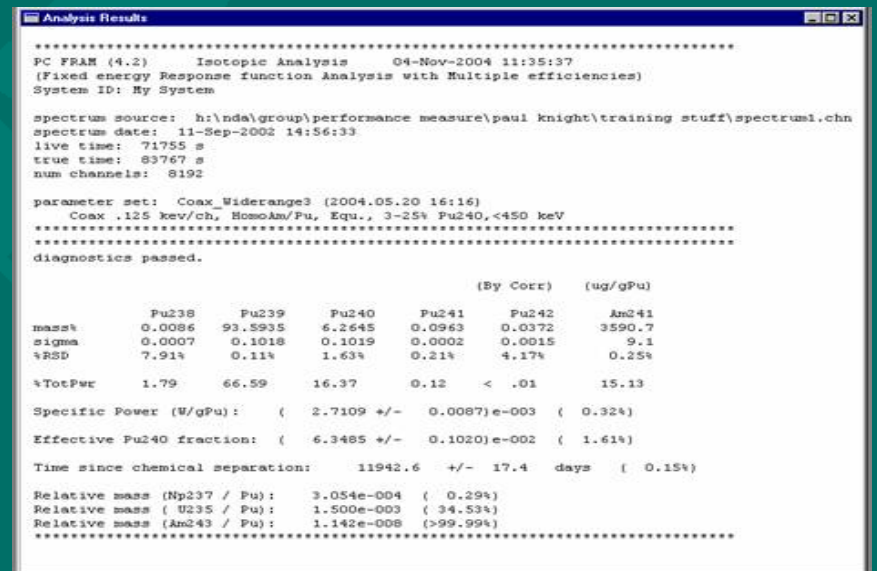 Analysis Results
******************************************************************************
PC FRAM (4.2) Isotopic Analysis 04-Nov-2004 11:35:37
(Fixed energy Response function Analysis with Multiple efficiencies)
System ID: My System
spectrum source: h:\nda\group\performance measure\paul knight\training stuff\spectrum1.chn
spectrum date: 11-Sep-2002 14:56:33
live time: 71755 s
true time: 83767 s
num channels: 8192
parameter set: Coax_Widerange3 (2004.05.20 16:16)
Coax .125 kev/ch, HomoAm/Pu, Equ., 3-25% Pu240,<450 keV
******************************************************************************
******************************************************************************
diagnostics passed.
(By Corr) (ug/gPu)
Pu238 Pu239 Pu240 Pu241 Pu242 Am241
mass% 0.0086 93.5935 6.2645 0.0963 0.0372 3590.7
sigma 0.0007 0.1018 0.1019 0.0002 0.0015 9.1
%RSD 7.91% 0.11% 1.63% 0.21% 4.17% 0.25%
%TotPwr 1.79 66.59 16.37 0.12 < .01 15.13
Specific Power (W/gPu): ( 2.7109 +/- 0.0087)e-003 ( 0.32%)
Effective Pu240 fraction: ( 6.3485 +/- 0.1020)e-002 ( 1.61%)
Time since chemical separation: 11942.6 +/- 17.4 days ( 0.15%)
Relative mass (Np237 / Pu): 3.054e-004 ( 0.29%)
Relative mass ( U235 / Pu): 1.500e-003 ( 34.53%)
Relative mass (Am243 / Pu): 1.142e-008 (>99.99%)
******************************************************************************